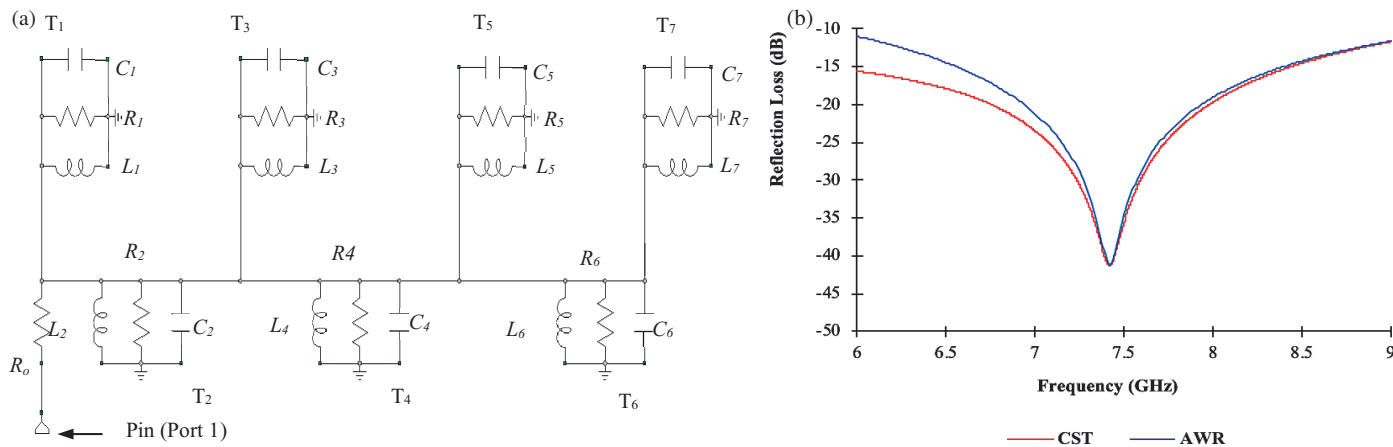 (a)
T1
T3
T5
T7
C1
C3
C5
C7
R1
R3
R5
R7
L1
L3
L5
L7
R2
R4
R6
L2
C2
L4
C4
L6
C6
Ro
T2
T4
T6
Pin (Port 1)
(b)
Reflection Loss (dB)
-10
-15
-20
-25
-30
-35
-40
-45
-50
6
6.5
7
7.5
8
8.5
9
Frequency (GHz)
CST
AWR